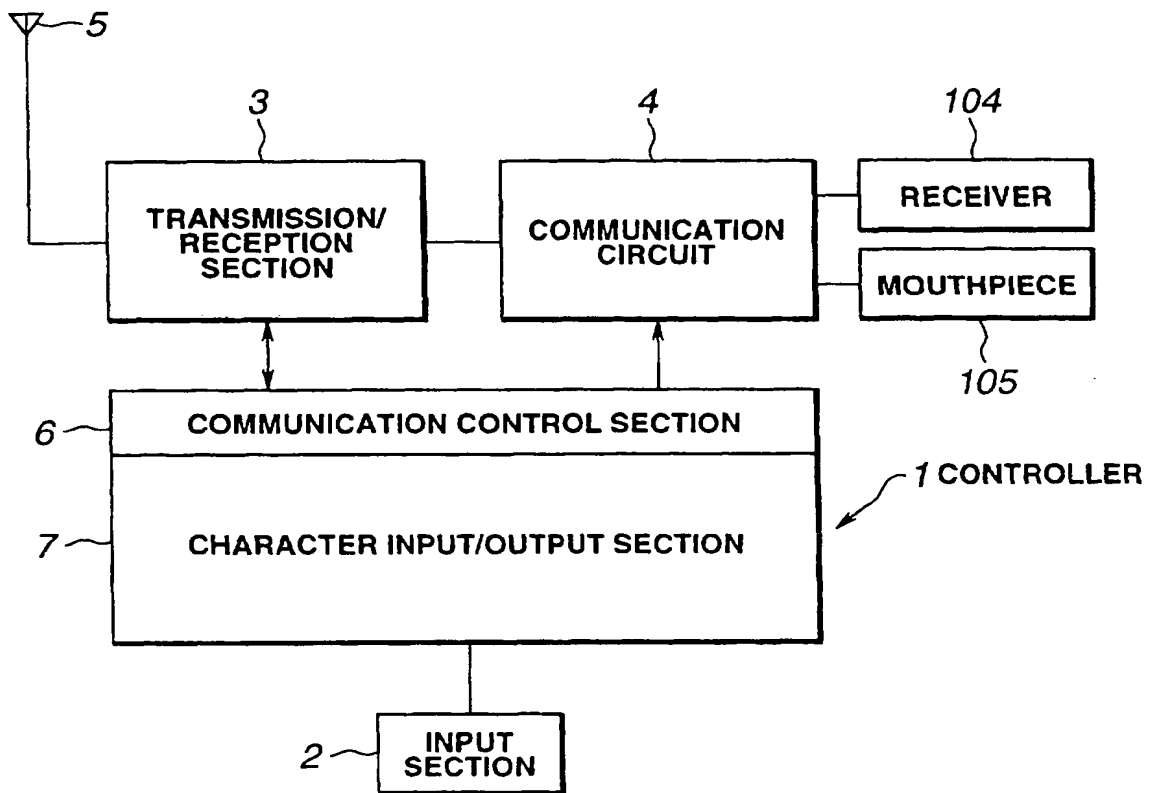 5
3
4
104
TRANSMISSION/
RECEPTION
SECTION
COMMUNICATION
CIRCUIT
RECEIVER
MOUTHPIECE
105
6
COMMUNICATION CONTROL SECTION
1 CONTROLLER
7
CHARACTER INPUT/OUTPUT SECTION
2
INPUT
SECTION